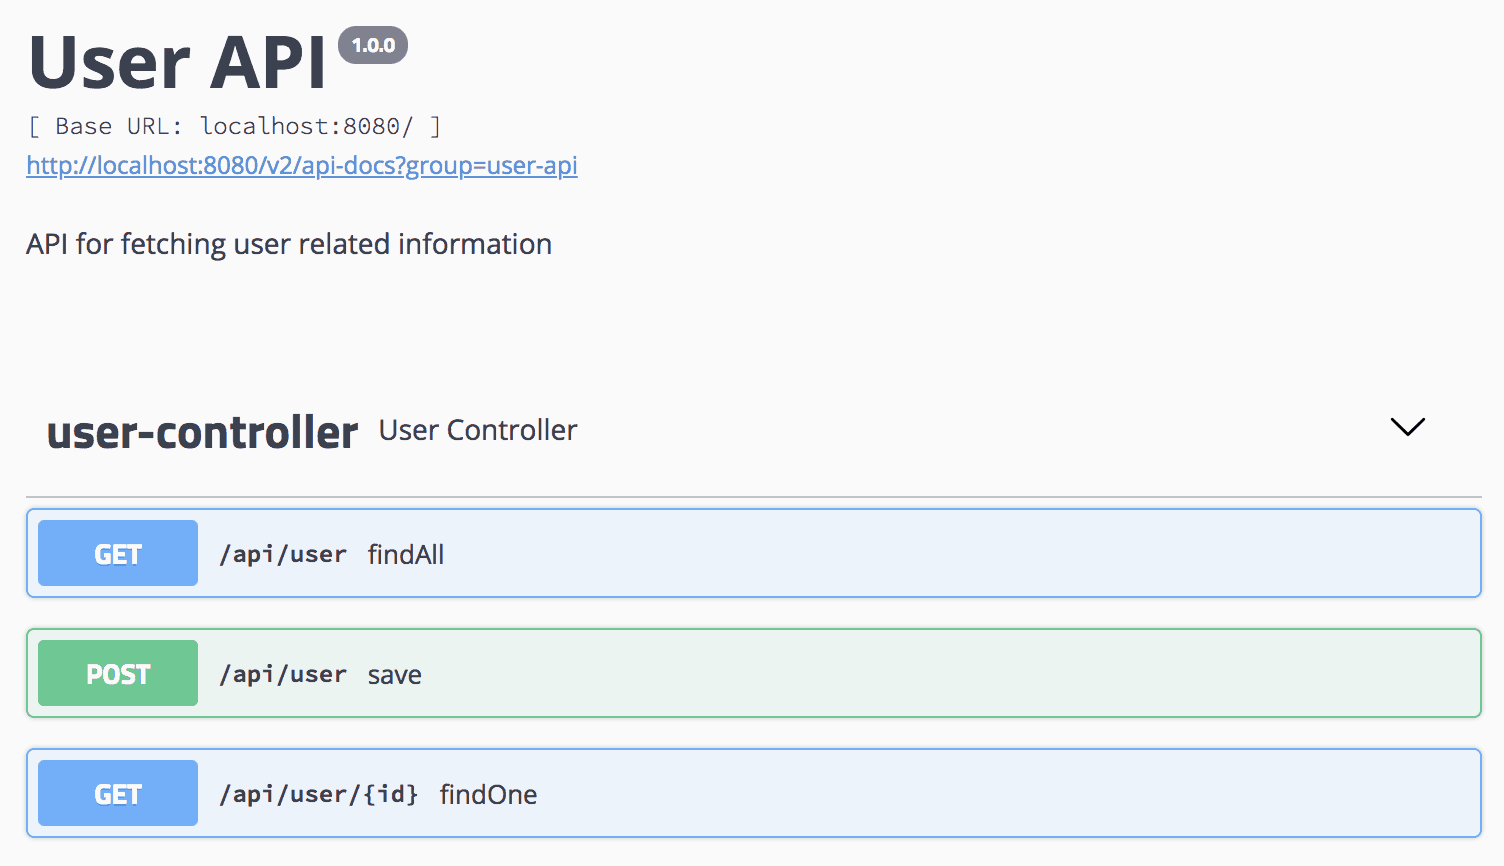 User API 1.0.0
[ Base URL: localhost:8080/ ]
http://localhost:8080/v2/api-docs?group=user-api
API for fetching user related information
user-controller User Controller
GET /api/user findAll
POST /api/user save
GET /api/user/{id} findOne